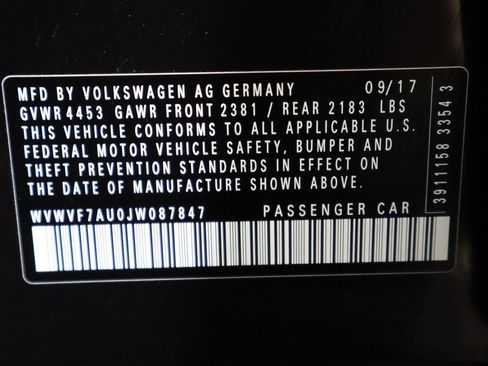 MFD BY VOLKSWAGEN AG GERMANY 09/17
GVWR 4453 GAWR FRONT 2381 / REAR 2183 LBS
THIS VEHICLE CONFORMS TO ALL APPLICABLE U.S.
FEDERAL MOTOR VEHICLE SAFETY, BUMPER AND
THEFT PREVENTION STANDARDS IN EFFECT ON
THE DATE OF MANUFACTURE SHOWN ABOVE.
WVWVF7AU0JW087847 PASSENGER CAR
3911158 3354 3